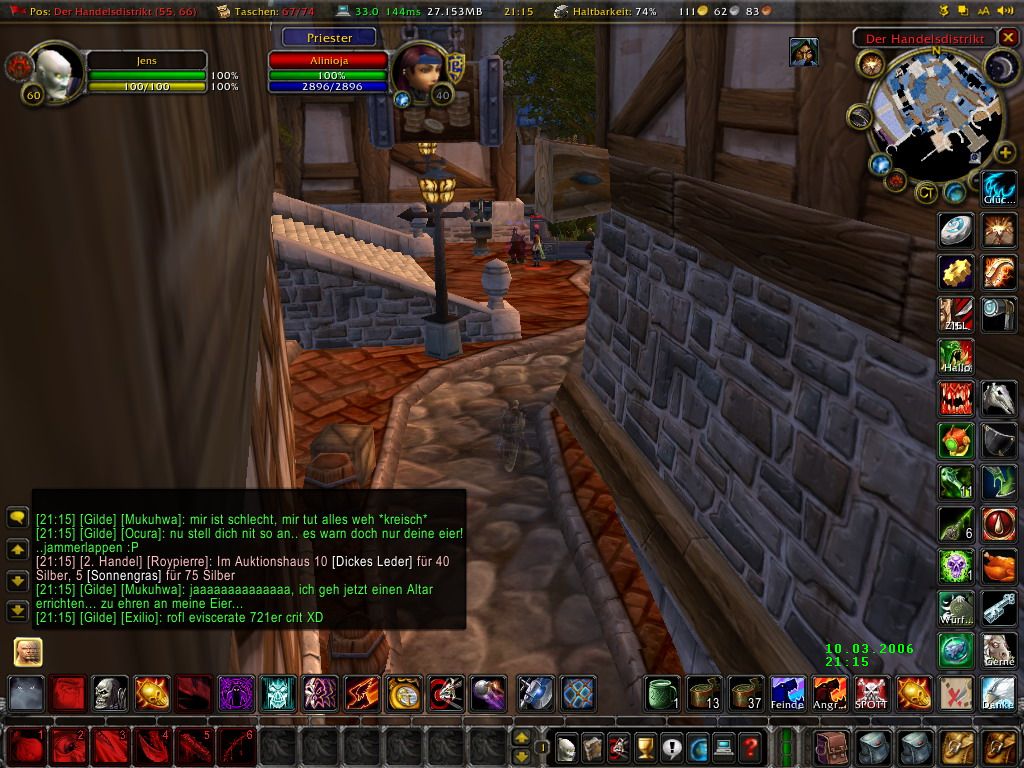 Pos: Der Handelsdistrikt (55, 66) Taschen: 67/74 33.0 144ms 27.153MB 21:15 Haltbarkeit: 74% 111 62 83
Priester
Der Handelsdistrikt
Jens
100%
100/100 100%
60
Alinioja
100%
2896/2896
40
N
CT
Glüc...
ZIEL
Hallo
11
6
1
Würf...
Gerne
[21:15] [Gilde] [Mukuhwa]: mir ist schlecht, mir tut alles weh *kreisch*
[21:15] [Gilde] [Ocura]: nu stell dich nit so an.. es warn doch nur deine eier!
..jammerlappen :P
[21:15] [2. Handel] [Roypierre]: Im Auktionshaus 10 [Dickes Leder] für 40
Silber, 5 [Sonnengras] für 75 Silber
[21:15] [Gilde] [Mukuhwa]: jaaaaaaaaaaaaaa, ich geh jetzt einen Altar
errichten... zu ehren an meine Eier...
[21:15] [Gilde] [Exilio]: rofl eviscerate 721er crit XD
10.03.2006
21:15
1 13 37 Feinde Angr... SPOTT Danke
1 2 3 4 5 6
1